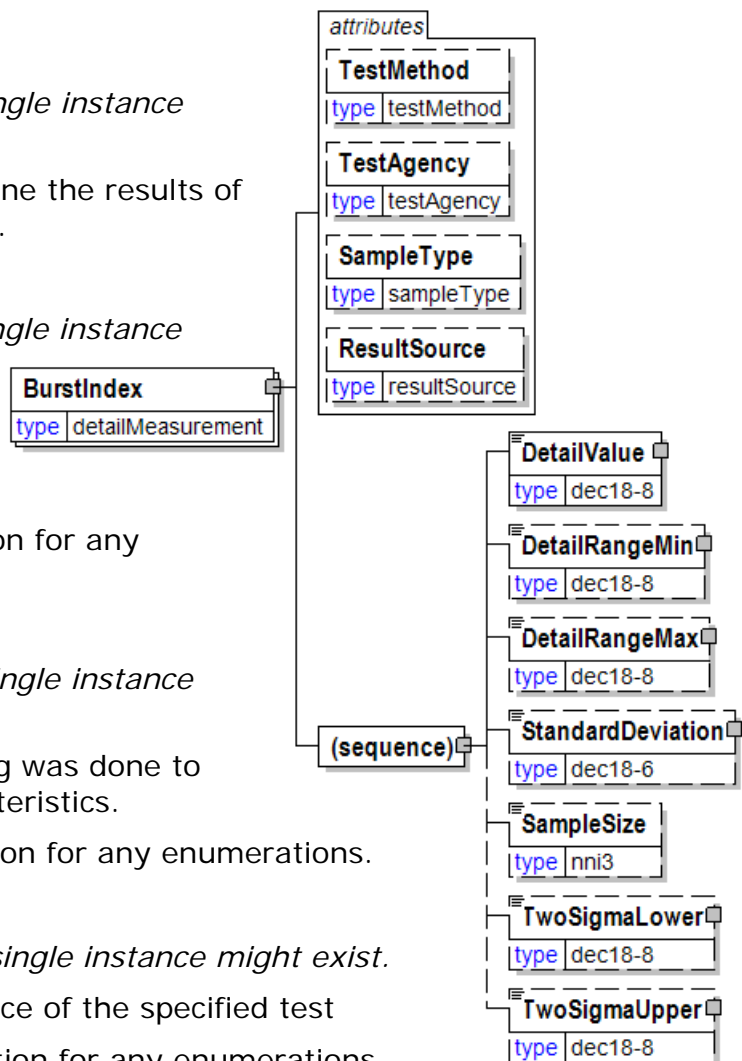 ngle instance
ne the results of
.
ngle instance
on for any
ingle instance
g was done to
teristics.
on for any enumerations.
single instance might exist.
ce of the specified test
tion for any enumerations
BurstIndex
type detailMeasurement
attributes
TestMethod
type testMethod
TestAgency
type testAgency
SampleType
type sampleType
ResultSource
type resultSource
(sequence)
DetailValue
type dec18-8
DetailRangeMin
type dec18-8
DetailRangeMax
type dec18-8
StandardDeviation
type dec18-6
SampleSize
type nni3
TwoSigmaLower
type dec18-8
TwoSigmaUpper
type dec18-8